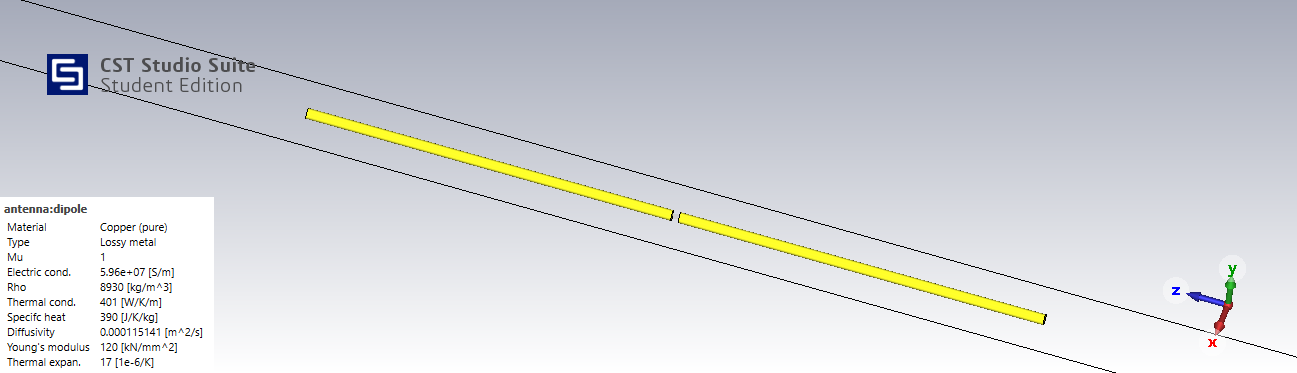 CST Studio Suite
Student Edition
antenna:dipole
Material Copper (pure)
Type Lossy metal
Mu 1
Electric cond. 5.96e+07 [S/m]
Rho 8930 [kg/m^3]
Thermal cond. 401 [W/K/m]
Specifc heat 390 [J/K/kg]
Diffusivity 0.000115141 [m^2/s]
Young's modulus 120 [kN/mm^2]
Thermal expan. 17 [1e-6/K]
y
z
x